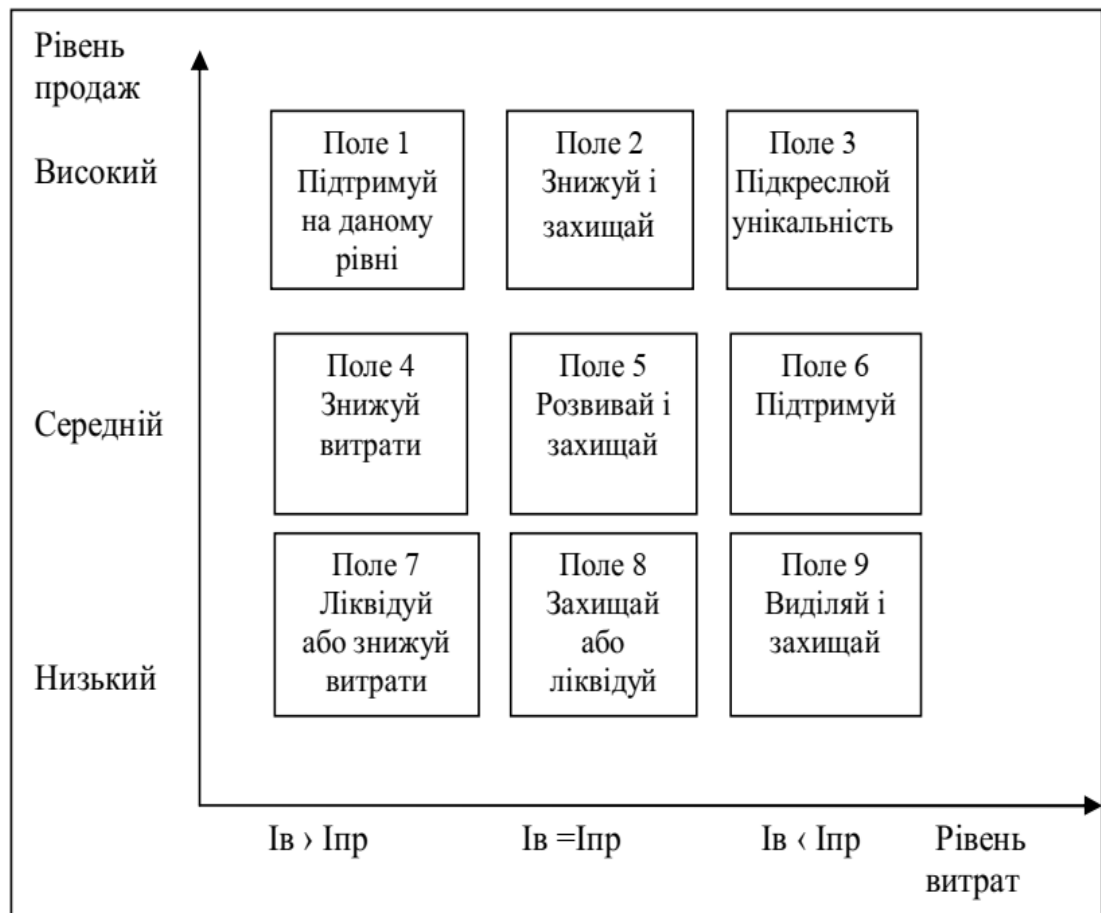 Рівень
продаж
Високий
Поле 1
Підтримуй
на даному
рівні
Поле 2
Знижуй і
захищай
Поле 3
Підкреслюй
унікальність
Середній
Поле 4
Знижуй
витрати
Поле 5
Розвивай і
захищай
Поле 6
Підтримуй
Низький
Поле 7
Ліквідуй
або знижуй
витрати
Поле 8
Захищай
або
ліквідуй
Поле 9
Виділяй і
захищай
Ів › Іпр
Ів =Іпр
Ів ‹ Іпр
Рівень
витрат